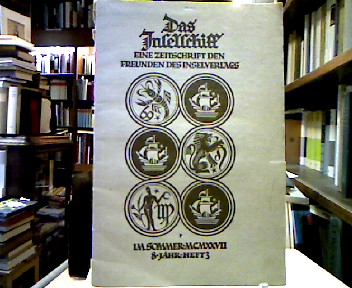 Das
Inselschiff
EINE ZEITSCHRIFT DEN
FREUNDEN DES INSELVERLAGS
IM SOMMER·MCMXXVII
8·JAHR·HEFT 3